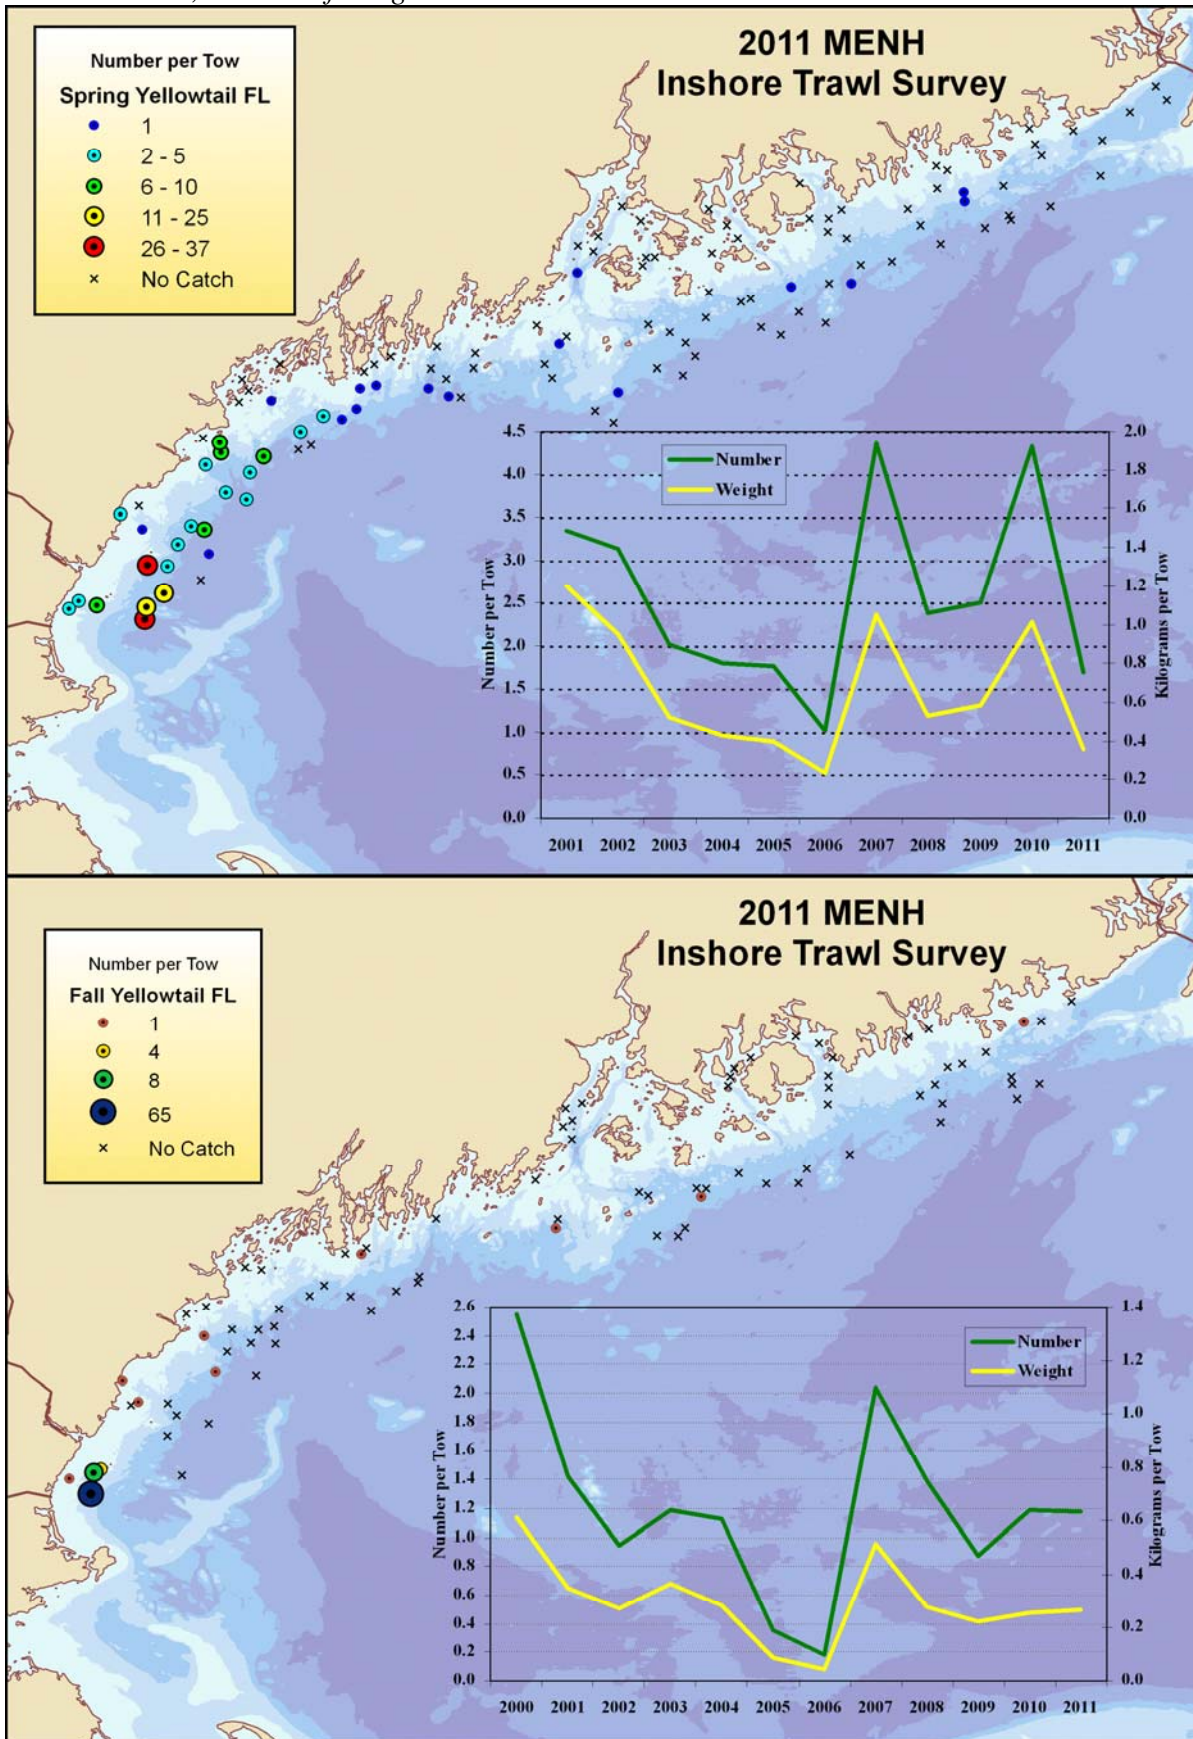 2011 MENH
Inshore Trawl Survey
Number per Tow
Spring Yellowtail FL
1
2 - 5
6 - 10
11 - 25
26 - 37
× No Catch
Number
Weight
Number per Tow
4.5
4.0
3.5
3.0
2.5
2.0
1.5
1.0
0.5
0.0
Kilograms per Tow
2.0
1.8
1.6
1.4
1.2
1.0
0.8
0.6
0.4
0.2
0.0
2001 2002 2003 2004 2005 2006 2007 2008 2009 2010 2011
2011 MENH
Inshore Trawl Survey
Number per Tow
Fall Yellowtail FL
1
4
8
65
× No Catch
Number
Weight
Number per Tow
2.6
2.4
2.2
2.0
1.8
1.6
1.4
1.2
1.0
0.8
0.6
0.4
0.2
0.0
Kilograms per Tow
1.4
1.2
1.0
0.8
0.6
0.4
0.2
0.0
2000 2001 2002 2003 2004 2005 2006 2007 2008 2009 2010 2011